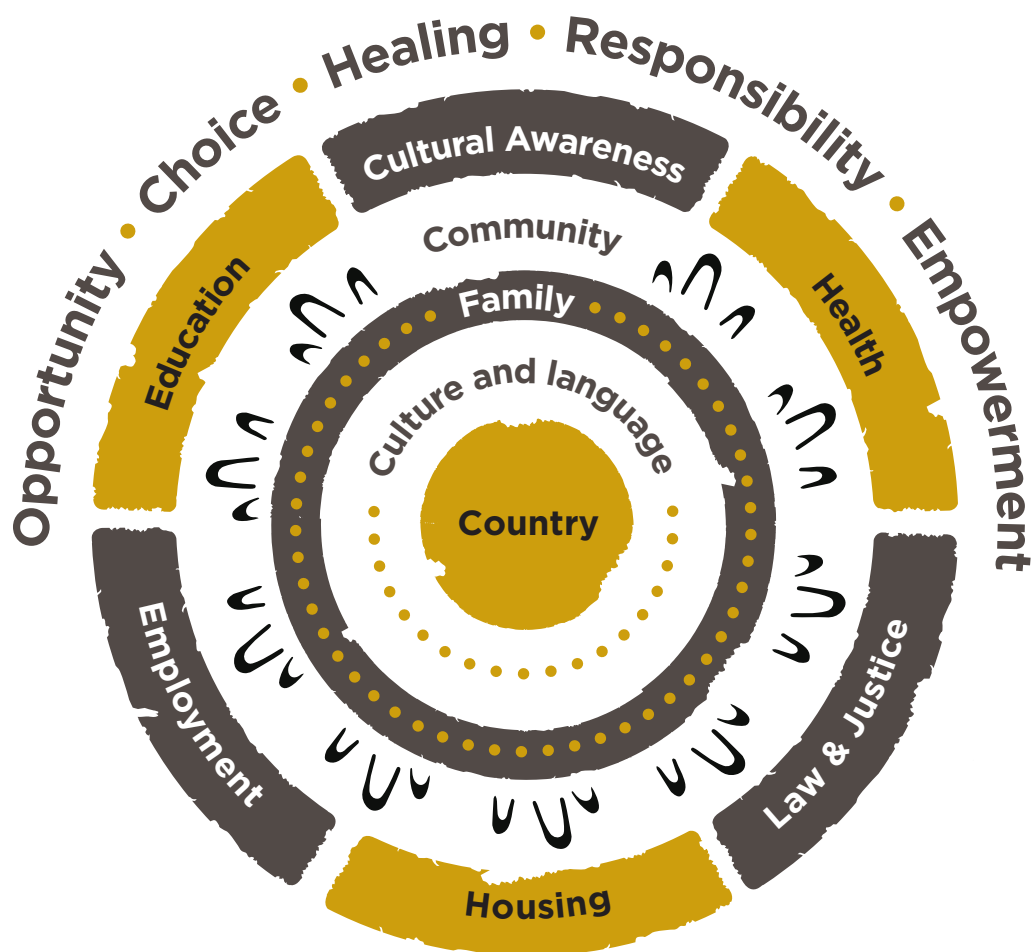 Opportunity • Choice • Healing • Responsibility • Empowerment
Cultural Awareness
Health
Law & Justice
Housing
Employment
Education
Community
Family
Culture and language
Country